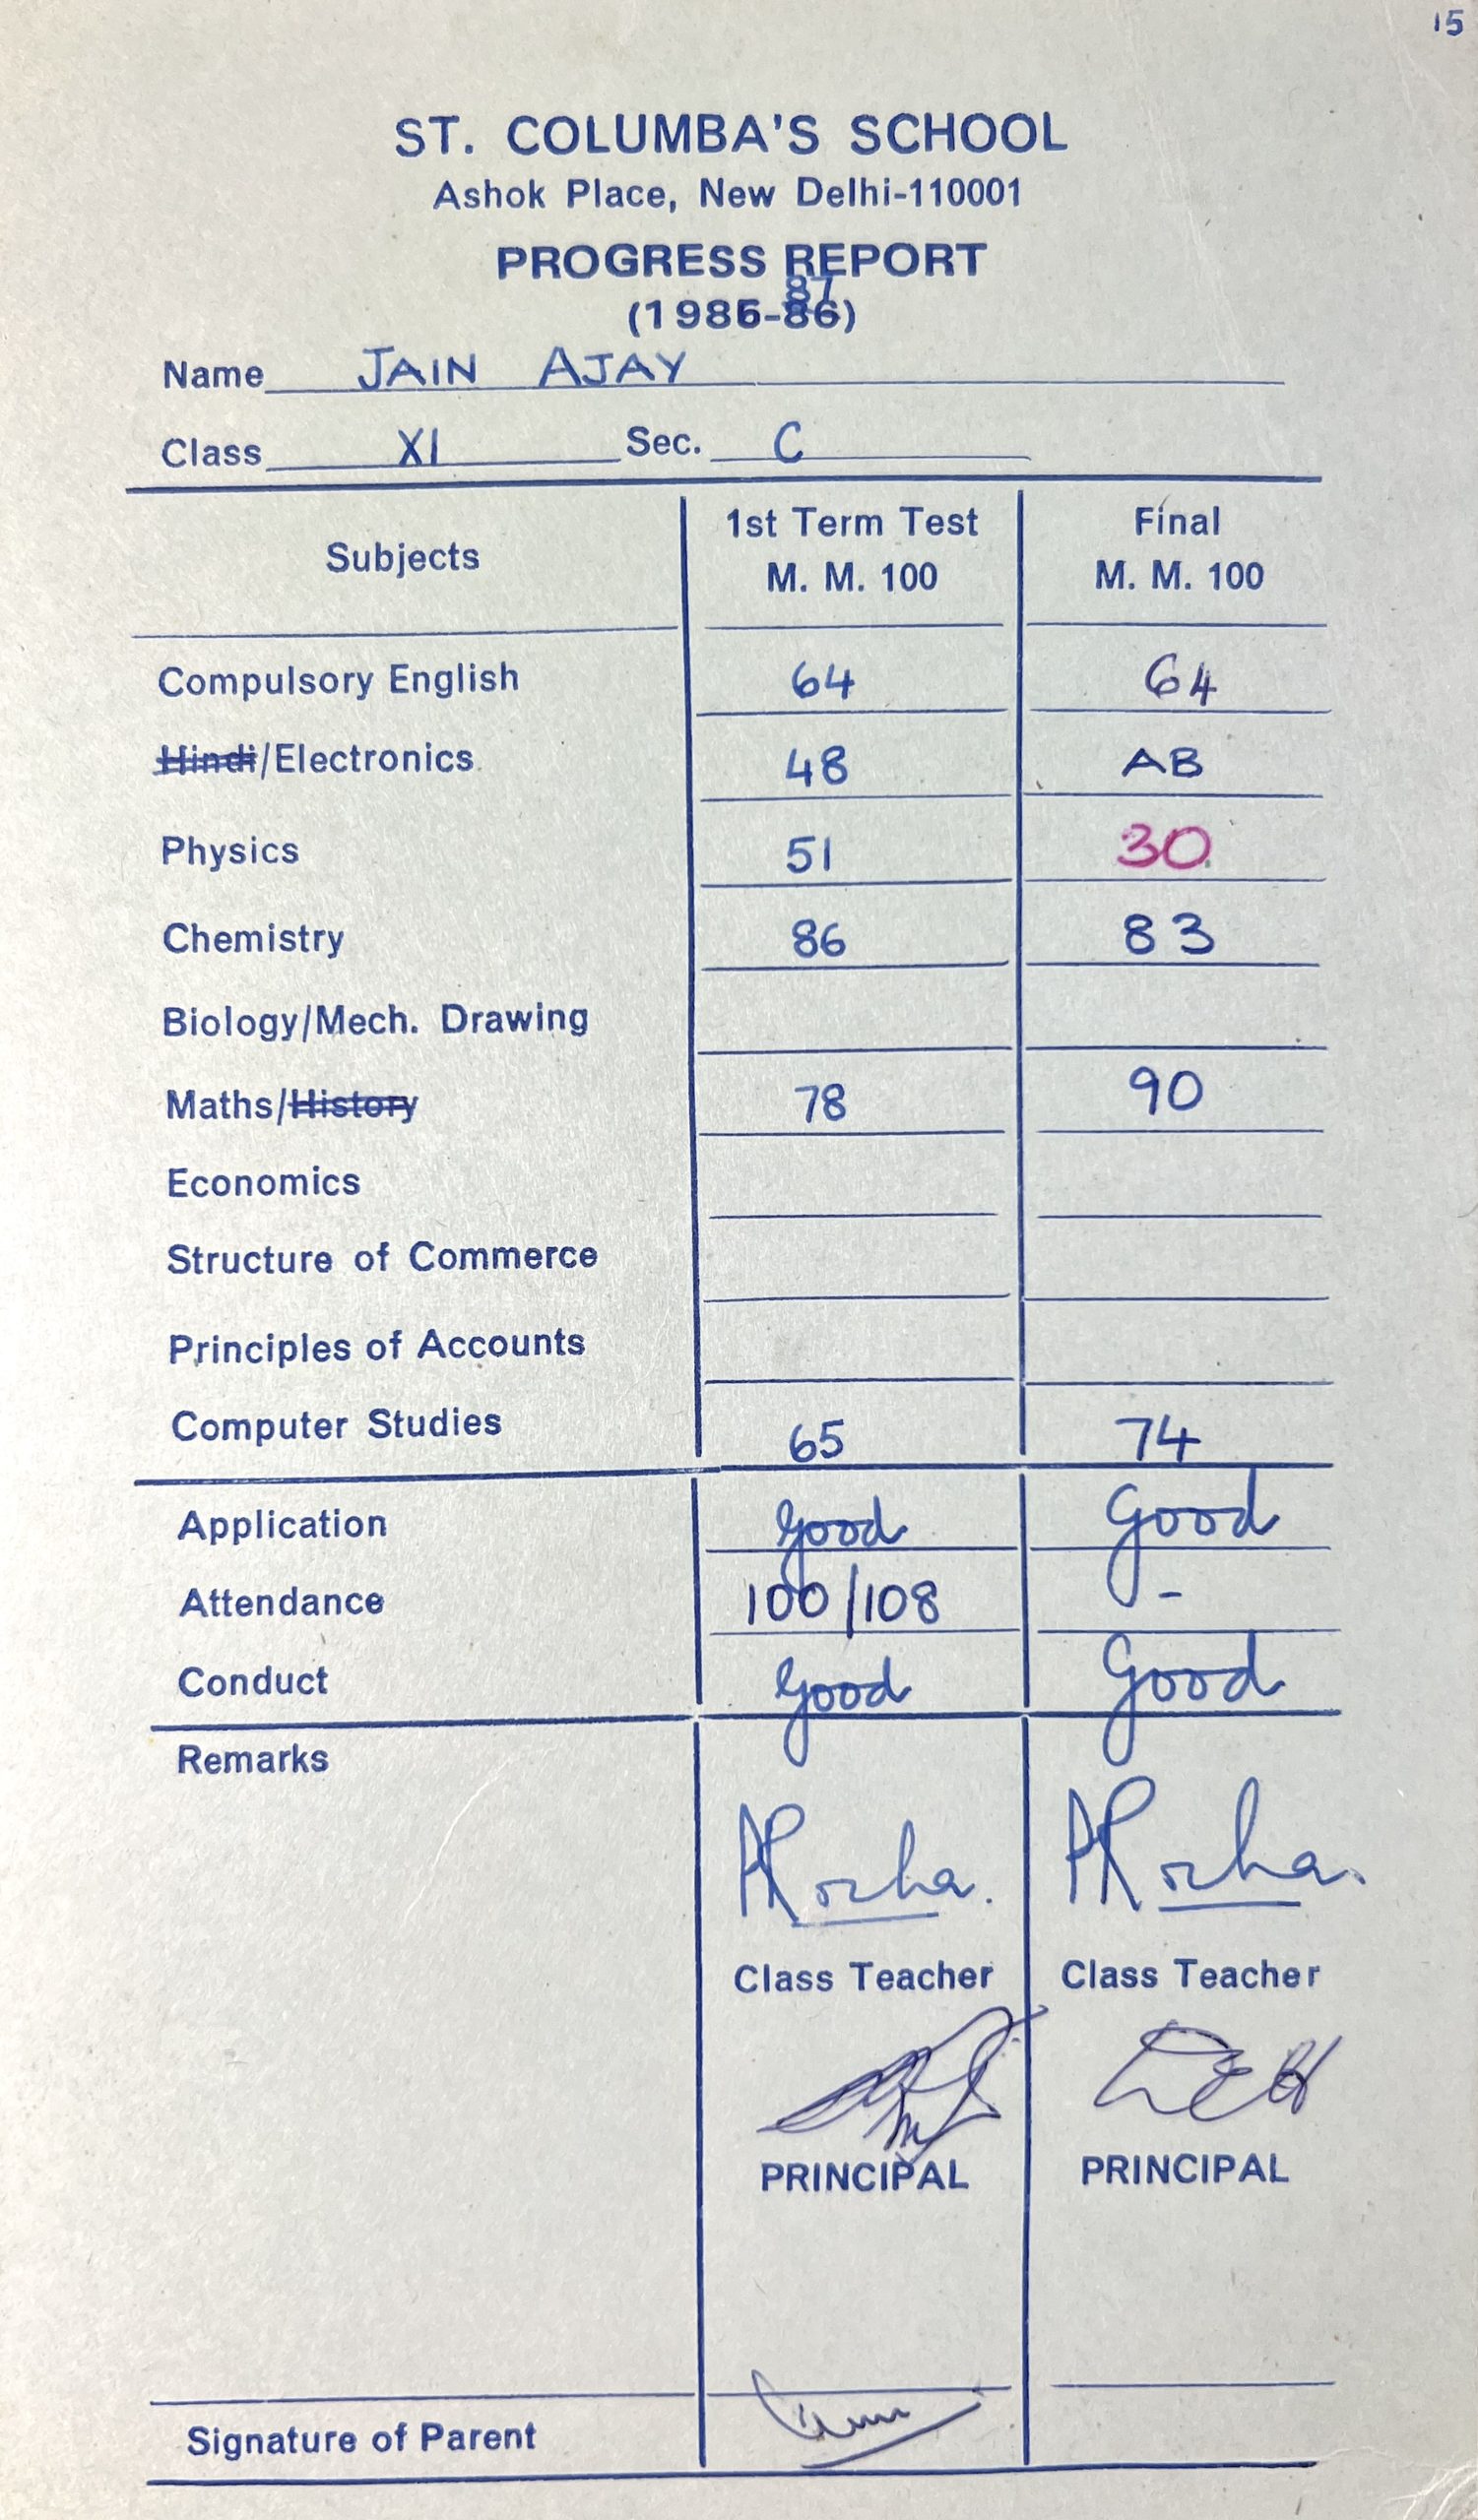 15
ST. COLUMBA'S SCHOOL
Ashok Place, New Delhi-110001
PROGRESS REPORT
87
(1986-86)
Name JAIN AJAY
Class XI Sec. C
Subjects 1st Term Test M. M. 100 Final M. M. 100
Compulsory English 64 64
Hindi/Electronics 48 AB
Physics 51 30
Chemistry 86 83
Biology/Mech. Drawing
Maths/History 78 90
Economics
Structure of Commerce
Principles of Accounts
Computer Studies 65 74
Application Good Good
Attendance 100/108 -
Conduct Good Good
Remarks
ARocha. ARocha.
Class Teacher Class Teacher
PRINCIPAL PRINCIPAL
Signature of Parent